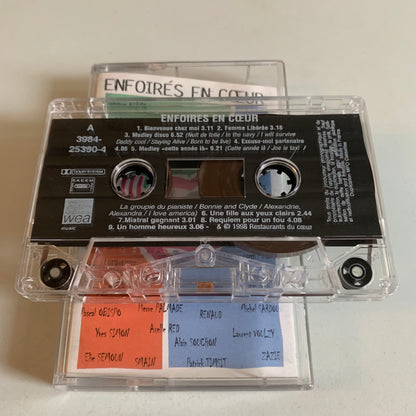 ENFOIRÉS EN CŒUR
ENFOIRES EN CŒUR
A
3984-
25390-4
1. Bienvenue chez moi 3.11 2. Femme Libérée 3.18
3. Medley disco 6.52 (Nuit de folie / In the navy / I will survive
Daddy cool / Staying Alive / Born to be live) 4. Excuse-moi partenaire
4.06 5. Medley «cette année là» 9.21 (Cette année là / Joe le taxi /
DOLBY SYSTEM
SACEM
La groupie du pianiste / Bonnie and Clyde / Alexandrie,
Alexandra / I love america) 6. Une fille aux yeux clairs 2.44
7.Mistral gagnant 3.01 8. Requiem pour un fou 4.08
9. Un homme heureux 3.08 - & © 1998 Restaurants du cœur
wea
music
Pascal OBISPO
Pierre PALMADE
RENAUD
Michel SARDOU
Yves SIMON
Axelle RED
Laurent VOULZY
Alain SOUCHON
Elie SEMOUN
SMAIN
Patrick TIMSIT
ZAZIE